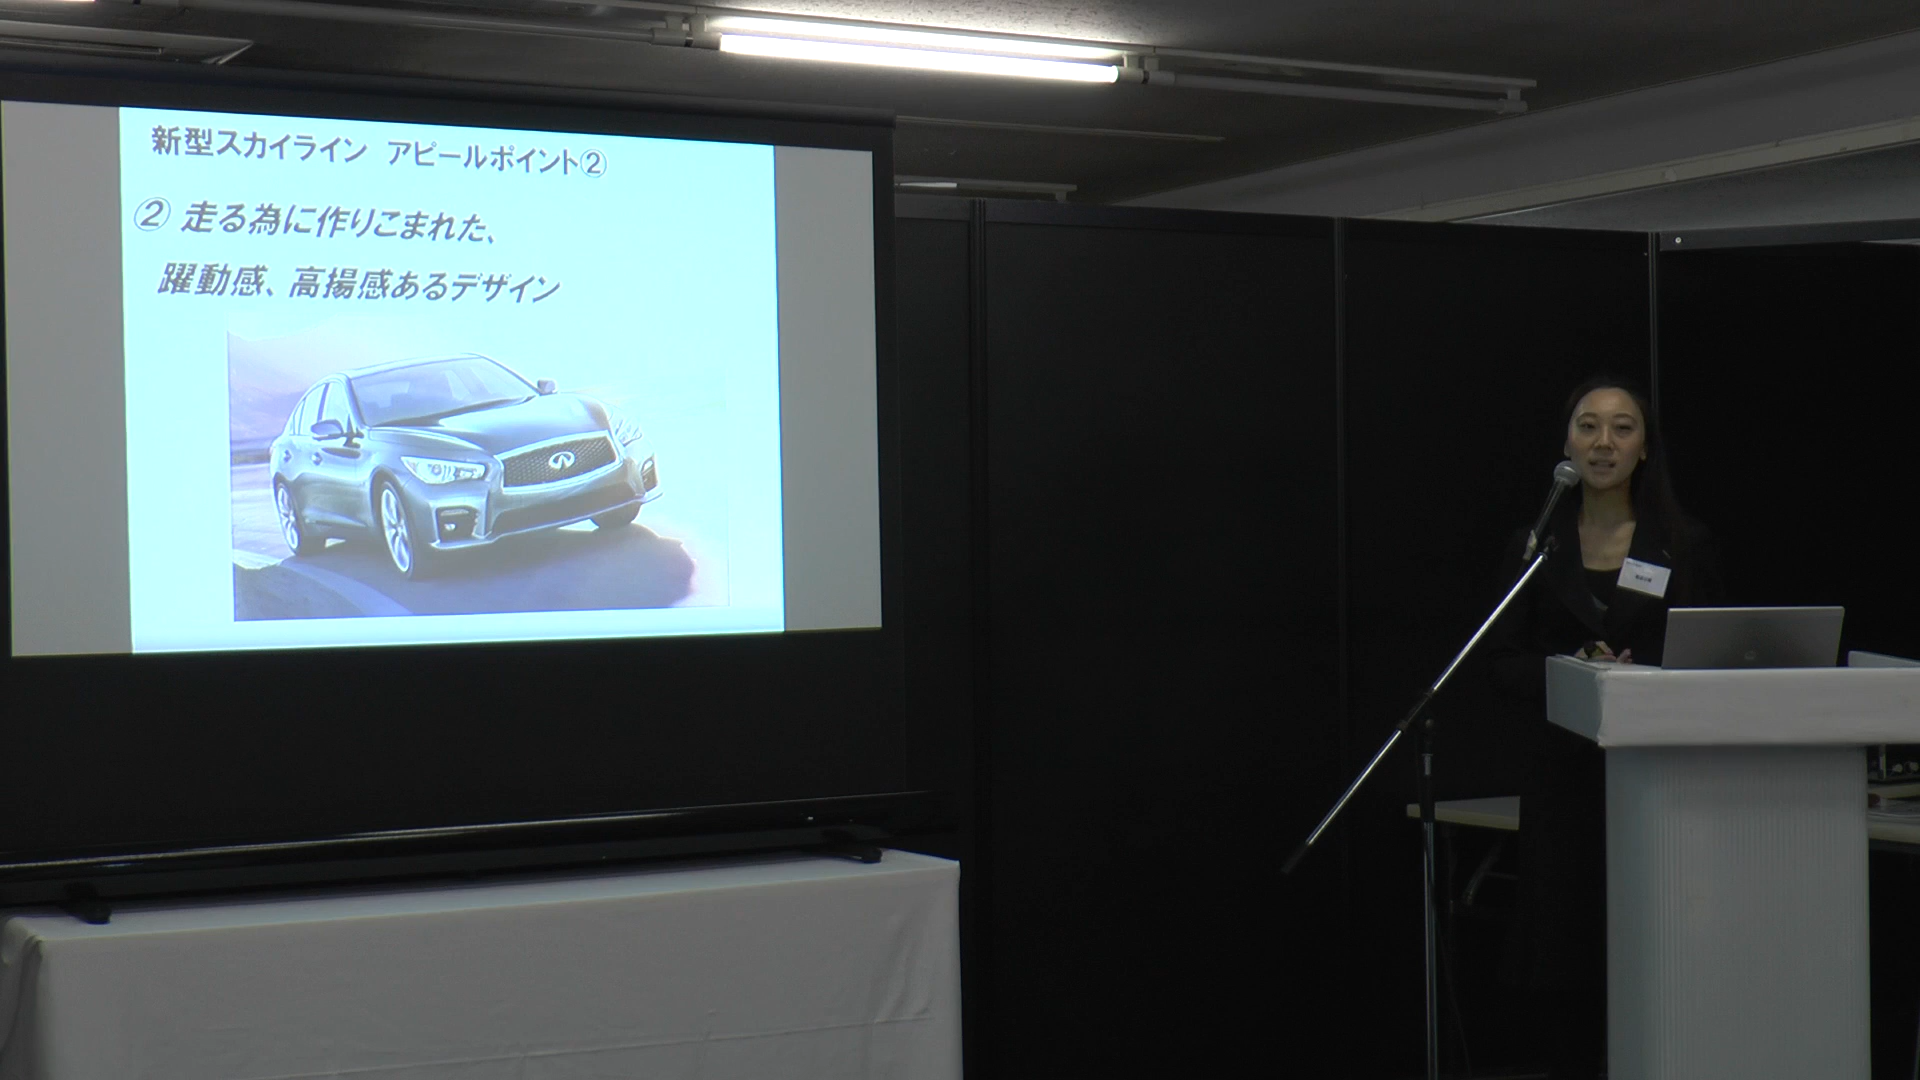 新型スカイライン アピールポイント②
② 走る為に作りこまれた、
躍動感、高揚感あるデザイン